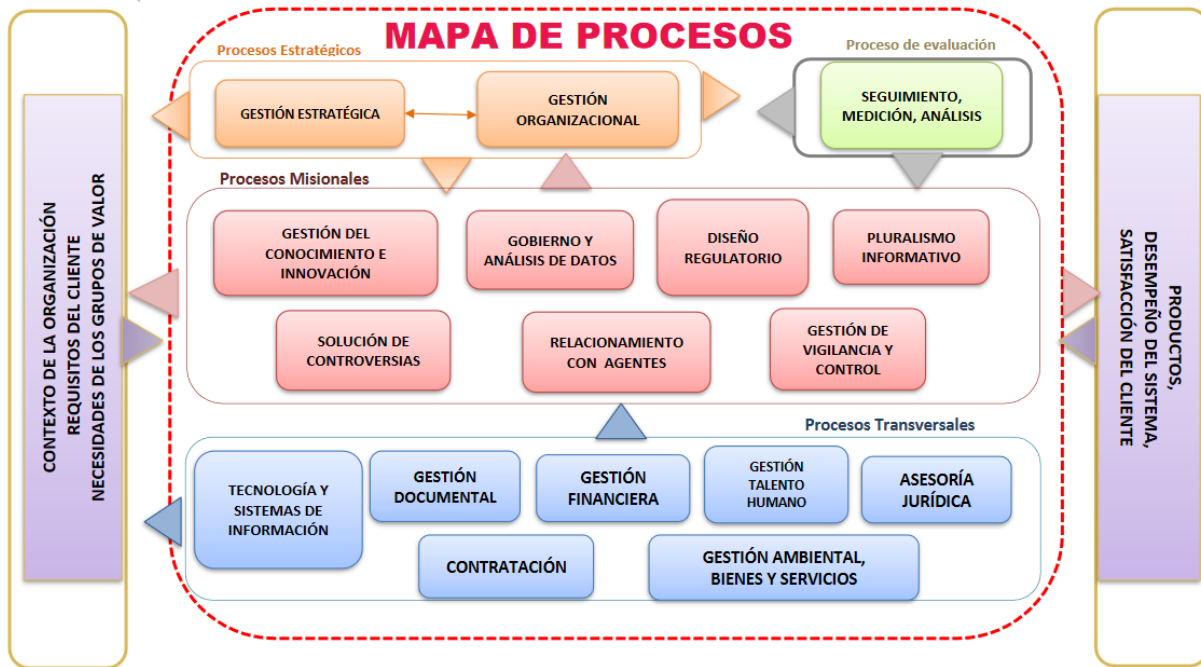 MAPA DE PROCESOS
Procesos Estratégicos
Proceso de evaluación
GESTIÓN ESTRATÉGICA
GESTIÓN
ORGANIZACIONAL
SEGUIMIENTO,
MEDICIÓN, ANÁLISIS
CONTEXTO DE LA ORGANIZACIÓN
REQUISITOS DEL CLIENTE
NECESIDADES DE LOS GRUPOS DE VALOR
Procesos Misionales
GESTIÓN DEL
CONOCIMIENTO E
INNOVACIÓN
GOBIERNO Y
ANÁLISIS DE DATOS
DISEÑO
REGULATORIO
PLURALISMO
INFORMATIVO
SOLUCIÓN DE
CONTROVERSIAS
RELACIONAMIENTO
CON AGENTES
GESTIÓN DE
VIGILANCIA Y
CONTROL
PRODUCTOS,
DESEMPEÑO DEL SISTEMA,
SATISFACCIÓN DEL CLIENTE
Procesos Transversales
TECNOLOGÍA Y
SISTEMAS DE
INFORMACIÓN
GESTIÓN
DOCUMENTAL
GESTIÓN
FINANCIERA
GESTIÓN
TALENTO
HUMANO
ASESORÍA
JURÍDICA
CONTRATACIÓN
GESTIÓN AMBIENTAL,
BIENES Y SERVICIOS